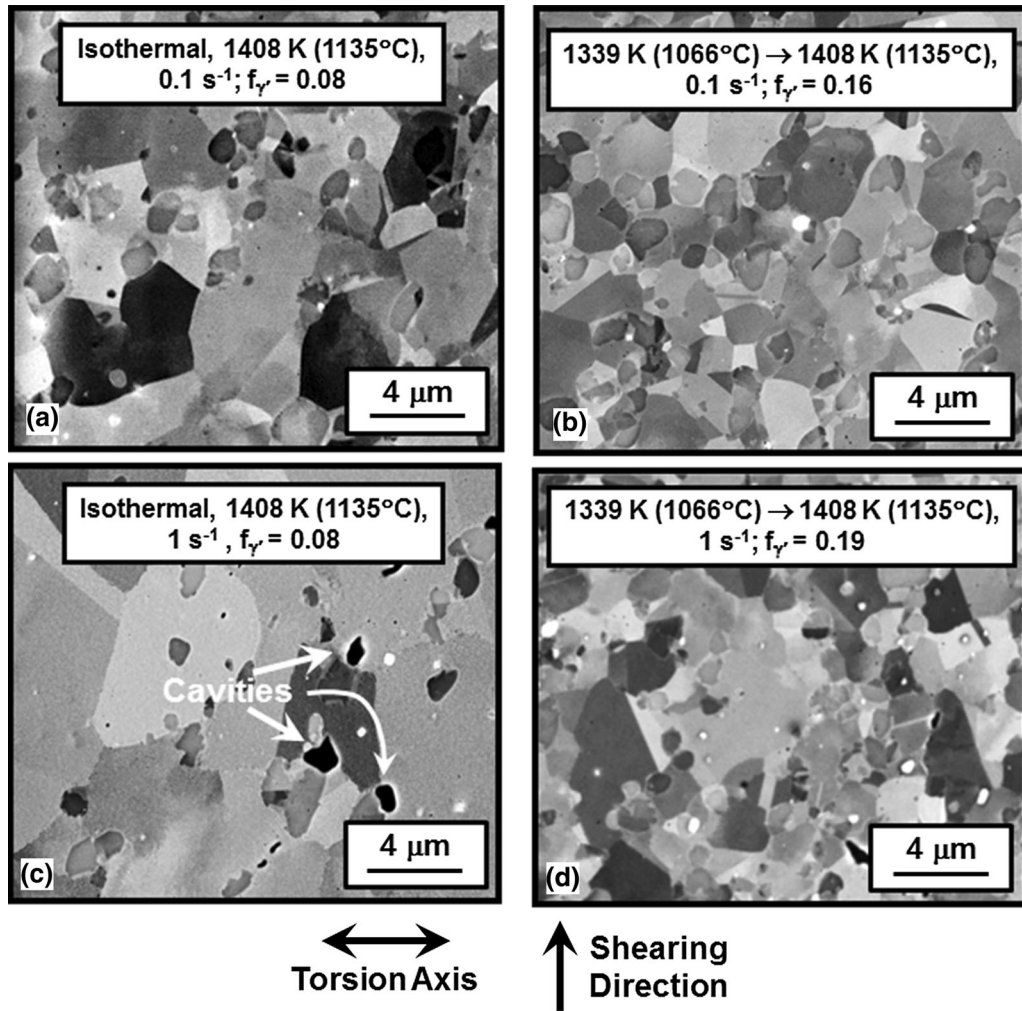 Isothermal, 1408 K (1135°C),
0.1 s⁻¹; fγ′ = 0.08
4 μm
(a)
1339 K (1066°C) → 1408 K (1135°C),
0.1 s⁻¹; fγ′ = 0.16
4 μm
(b)
Isothermal, 1408 K (1135°C),
1 s⁻¹ , fγ′ = 0.08
Cavities
4 μm
(c)
1339 K (1066°C) → 1408 K (1135°C),
1 s⁻¹; fγ′ = 0.19
4 μm
(d)
Torsion Axis
Shearing
Direction